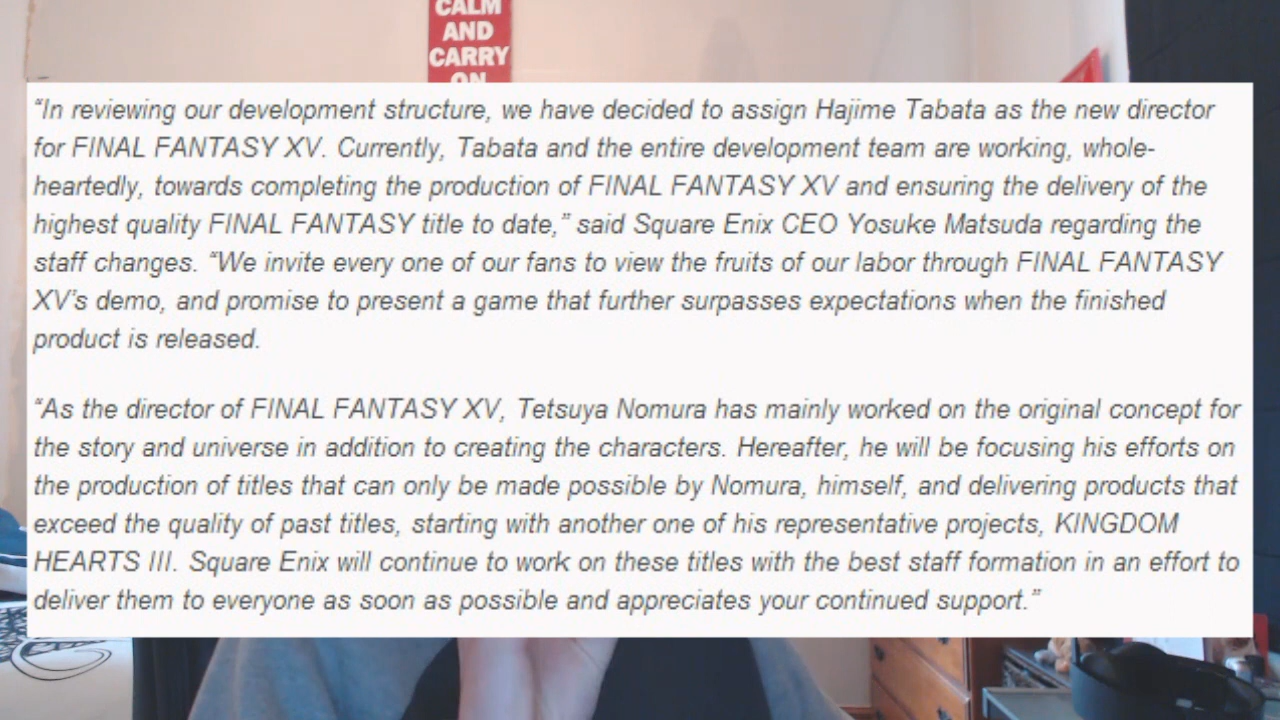 CALM
AND
CARRY
ON
“In reviewing our development structure, we have decided to assign Hajime Tabata as the new director
for FINAL FANTASY XV. Currently, Tabata and the entire development team are working, whole-
heartedly, towards completing the production of FINAL FANTASY XV and ensuring the delivery of the
highest quality FINAL FANTASY title to date,” said Square Enix CEO Yosuke Matsuda regarding the
staff changes. “We invite every one of our fans to view the fruits of our labor through FINAL FANTASY
XV’s demo, and promise to present a game that further surpasses expectations when the finished
product is released.
“As the director of FINAL FANTASY XV, Tetsuya Nomura has mainly worked on the original concept for
the story and universe in addition to creating the characters. Hereafter, he will be focusing his efforts on
the production of titles that can only be made possible by Nomura, himself, and delivering products that
exceed the quality of past titles, starting with another one of his representative projects, KINGDOM
HEARTS III. Square Enix will continue to work on these titles with the best staff formation in an effort to
deliver them to everyone as soon as possible and appreciates your continued support.”